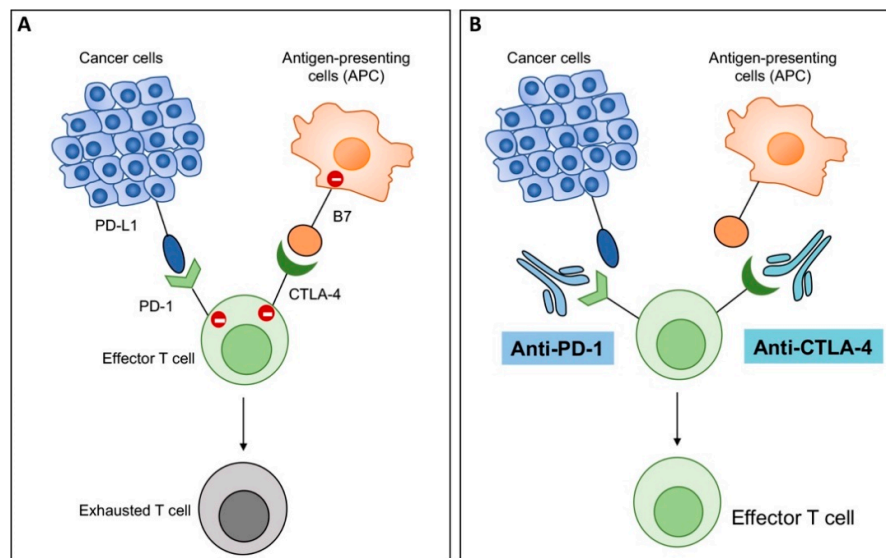 A
Cancer cells
Antigen-presenting
cells (APC)
PD-L1
B7
PD-1
CTLA-4
Effector T cell
Exhausted T cell
B
Cancer cells
Antigen-presenting
cells (APC)
Anti-PD-1
Anti-CTLA-4
Effector T cell